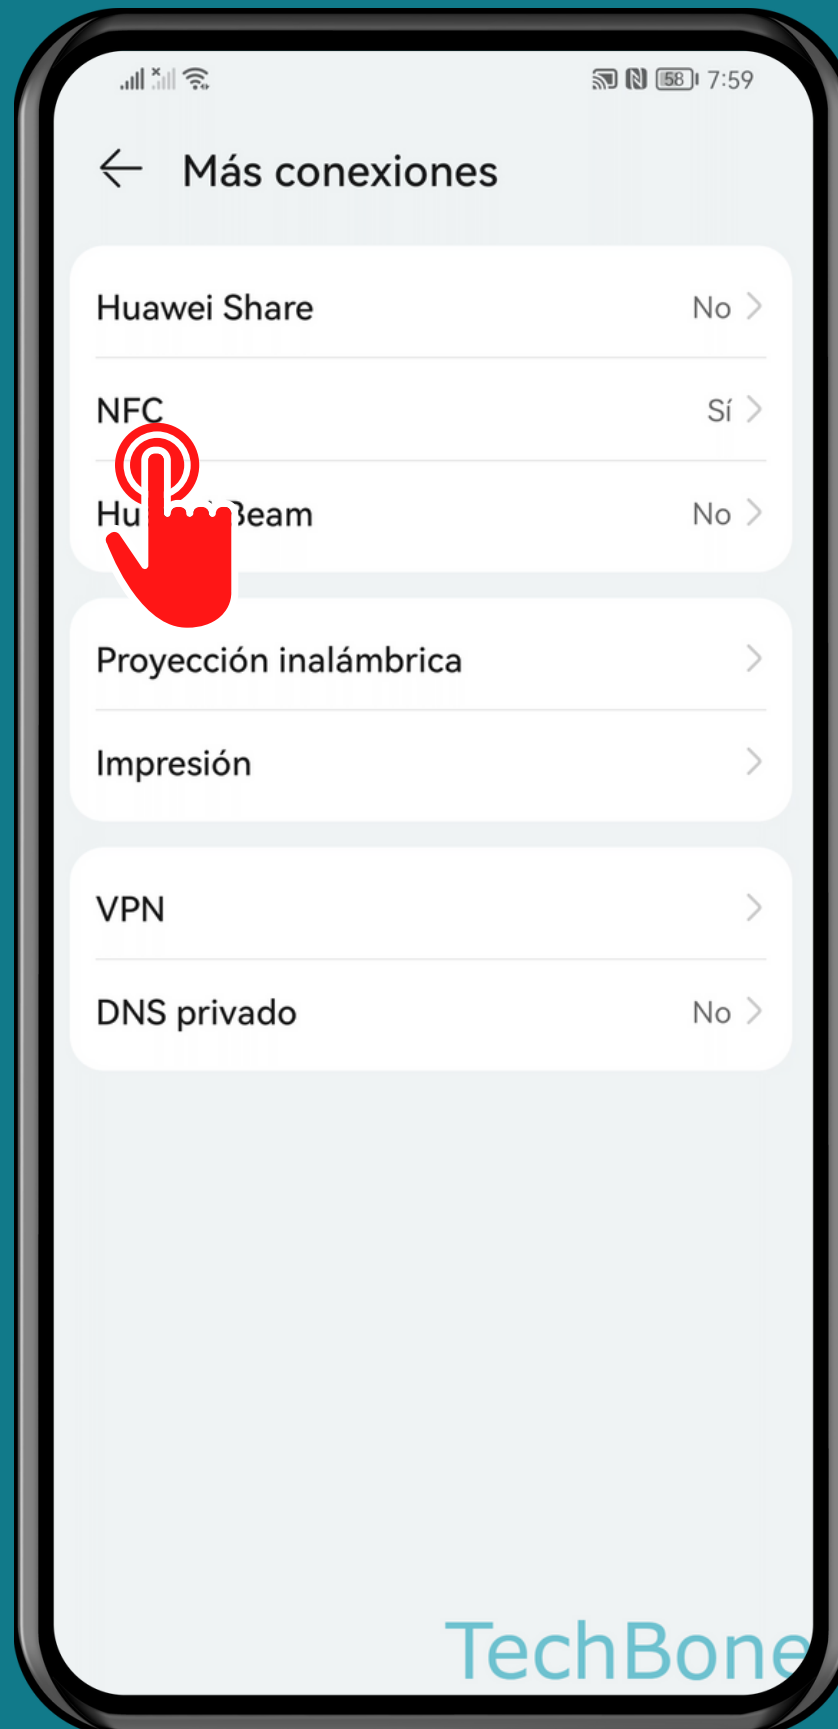 58 7:59
Más conexiones
Huawei Share No
NFC Sí
Beam No
Proyección inalámbrica
Impresión
VPN
DNS privado No
TechBone